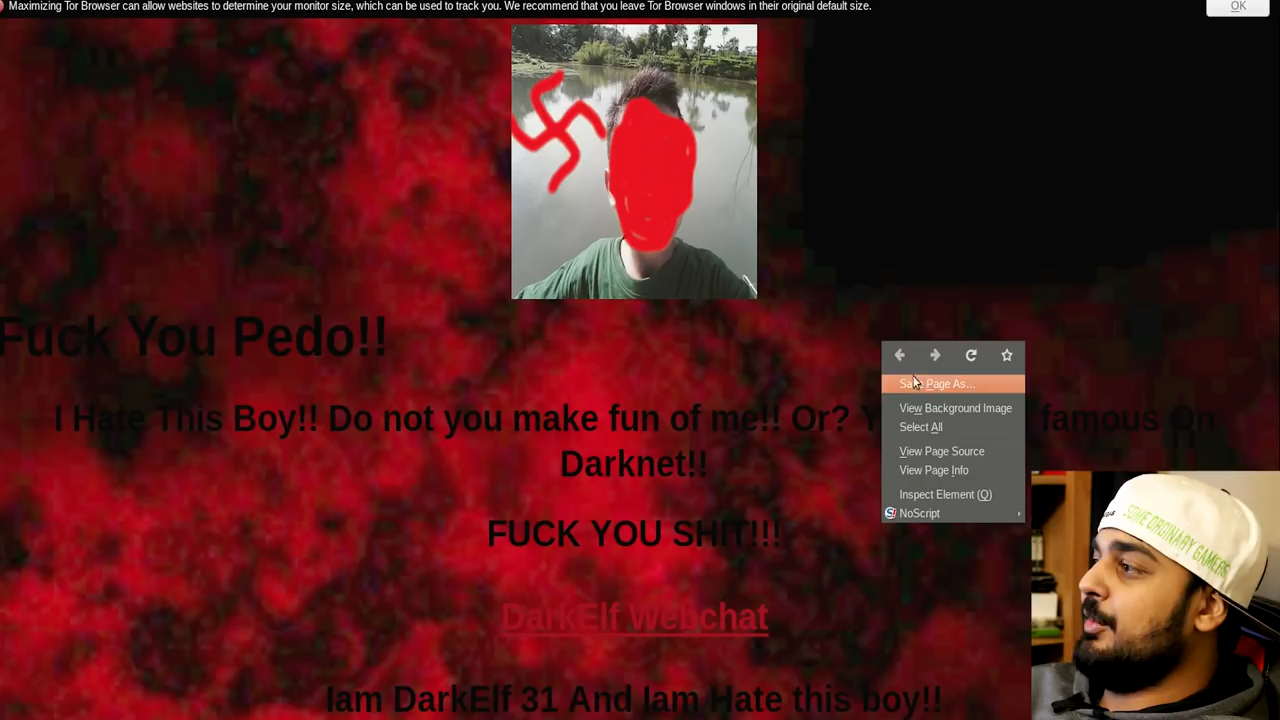 Maximizing Tor Browser can allow websites to determine your monitor size, which can be used to track you. We recommend that you leave Tor Browser windows in their original default size.
OK
Fuck You Pedo!!
I Hate This Boy!! Do not you make fun of me!! Or? famous On
Darknet!!
FUCK YOU SHIT!!!
DarkElf Webchat
Iam DarkElf 31 And Iam Hate this boy!!
Save Page As...
View Background Image
Select All
View Page Source
View Page Info
Inspect Element (Q)
NoScript
SOME ORDINARY GAMERS